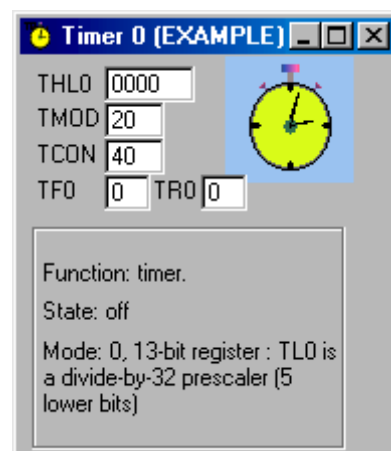 Timer 0 (EXAMPLE)
THL0 0000
TMOD 20
TCON 40
TF0 0 TR0 0
Function: timer.
State: off
Mode: 0, 13-bit register : TL0 is
a divide-by-32 prescaler (5
lower bits)